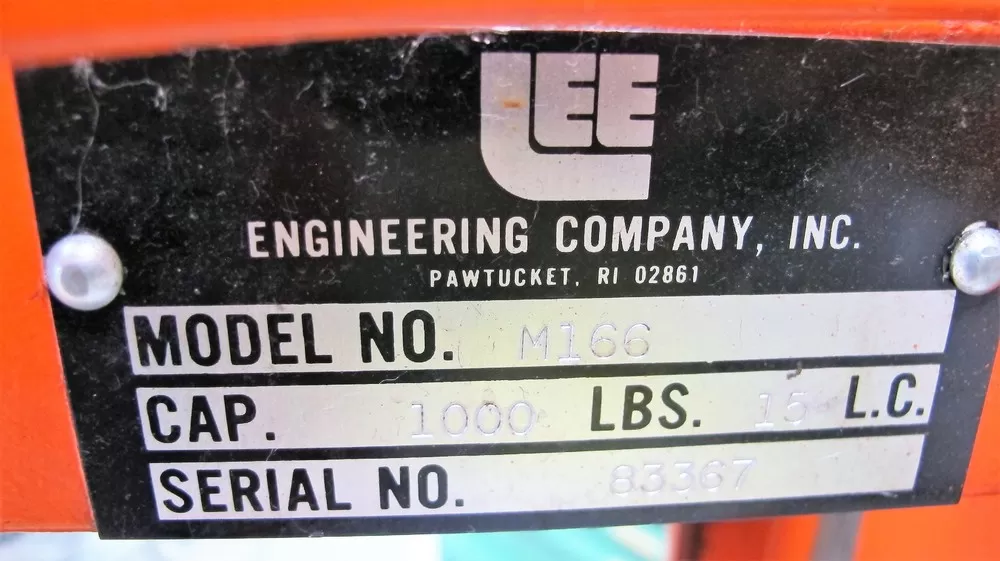 LEE
ENGINEERING COMPANY, INC.
PAWTUCKET, RI 02861
MODEL NO. M166
CAP. 1000 LBS. 15 L.C.
SERIAL NO. 83367